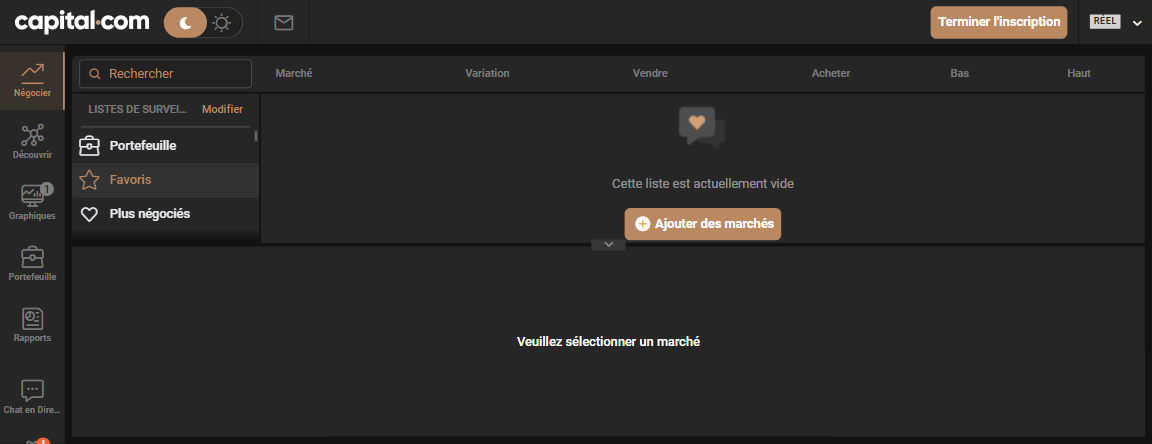 capital.com
Terminer l'inscription
RÉEL
Négocier
Découvrir
1
Graphiques
Portefeuille
Rapports
Chat en Dire...
Rechercher
LISTES DE SURVEI... Modifier
Portefeuille
Favoris
Plus négociés
Marché Variation Vendre Acheter Bas Haut
Cette liste est actuellement vide
Ajouter des marchés
Veuillez sélectionner un marché